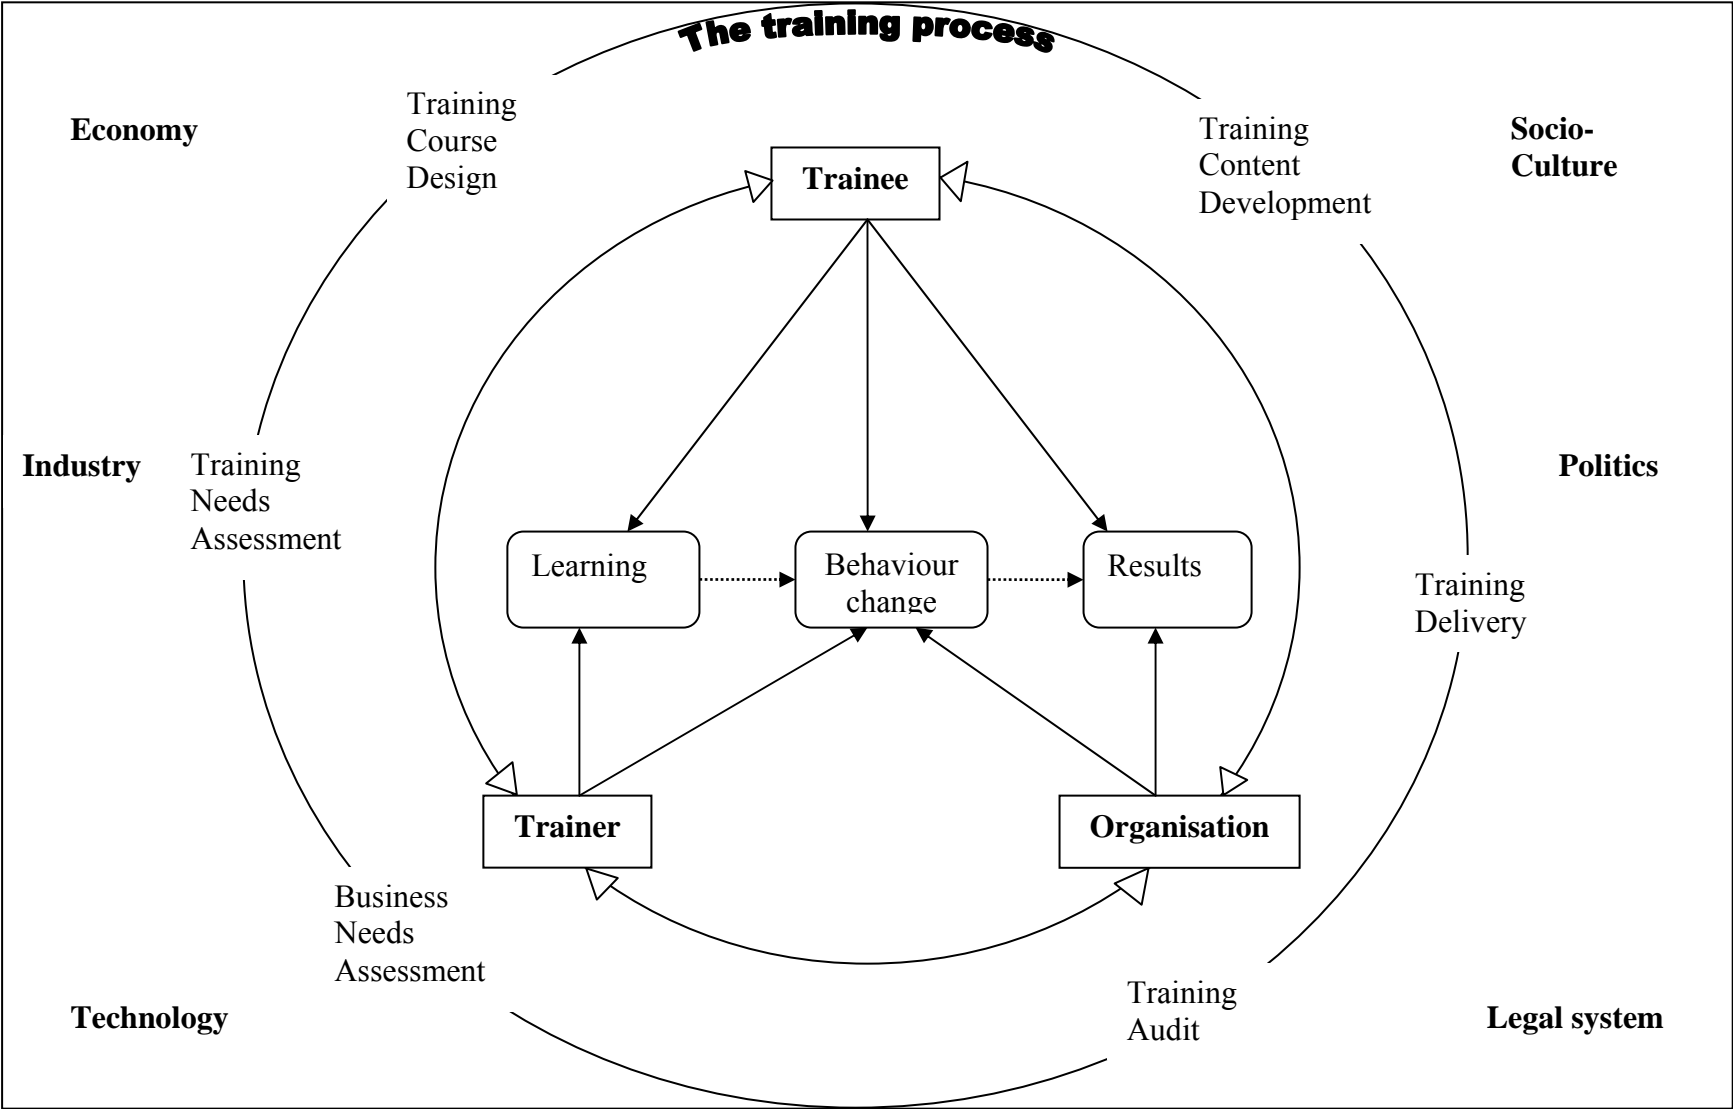 The training process
Economy
Training
Course
Design
Training
Content
Development
Socio-
Culture
Trainee
Industry
Training
Needs
Assessment
Politics
Learning
Behaviour
change
Results
Training
Delivery
Trainer
Organisation
Business
Needs
Assessment
Training
Audit
Technology
Legal system